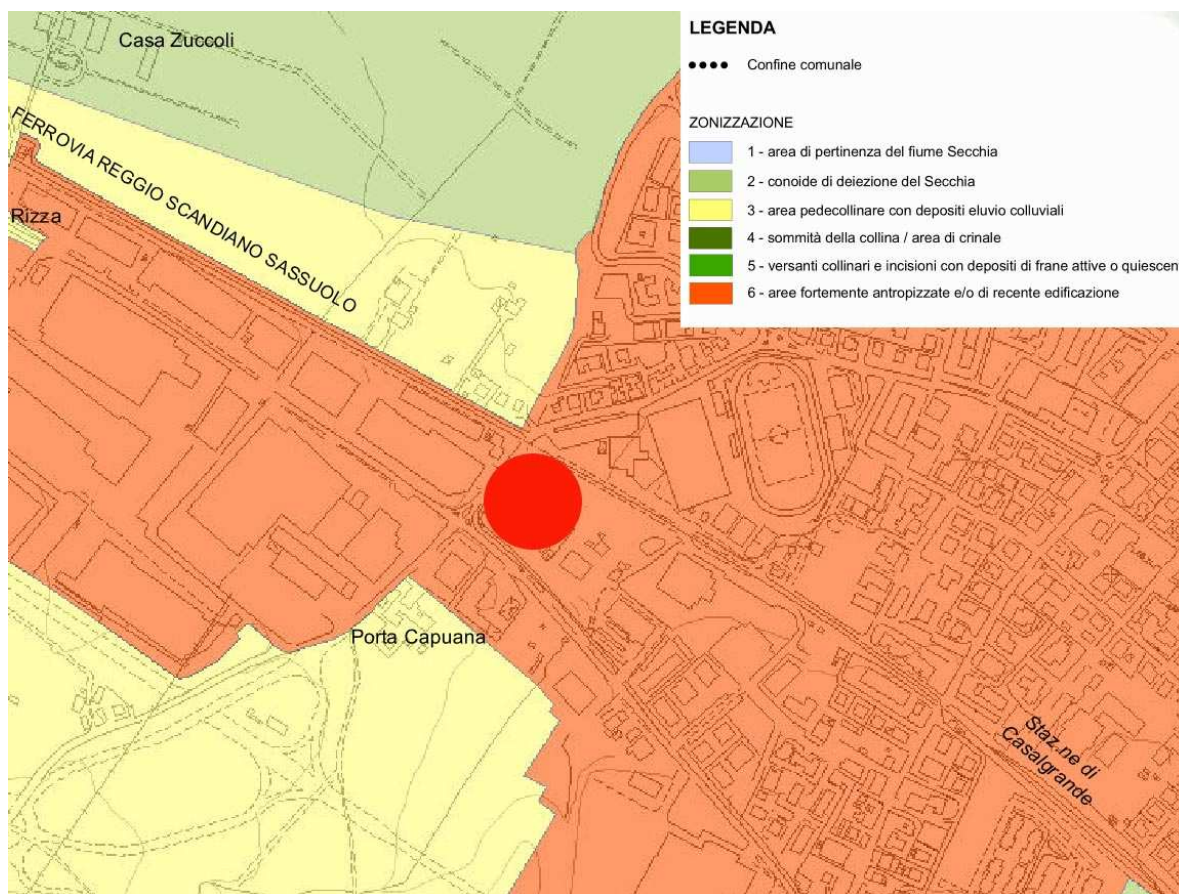 Casa Zuccoli
FERROVIA REGGIO SCANDIANO SASSUOLO
Rizza
Porta Capuana
Staz.ne di
Casalgrande
LEGENDA
Confine comunale
ZONIZZAZIONE
1 - area di pertinenza del fiume Secchia
2 - conoide di deiezione del Secchia
3 - area pedecollinare con depositi eluvio colluviali
4 - sommità della collina / area di crinale
5 - versanti collinari e incisioni con depositi di frane attive o quiescen
6 - aree fortemente antropizzate e/o di recente edificazione